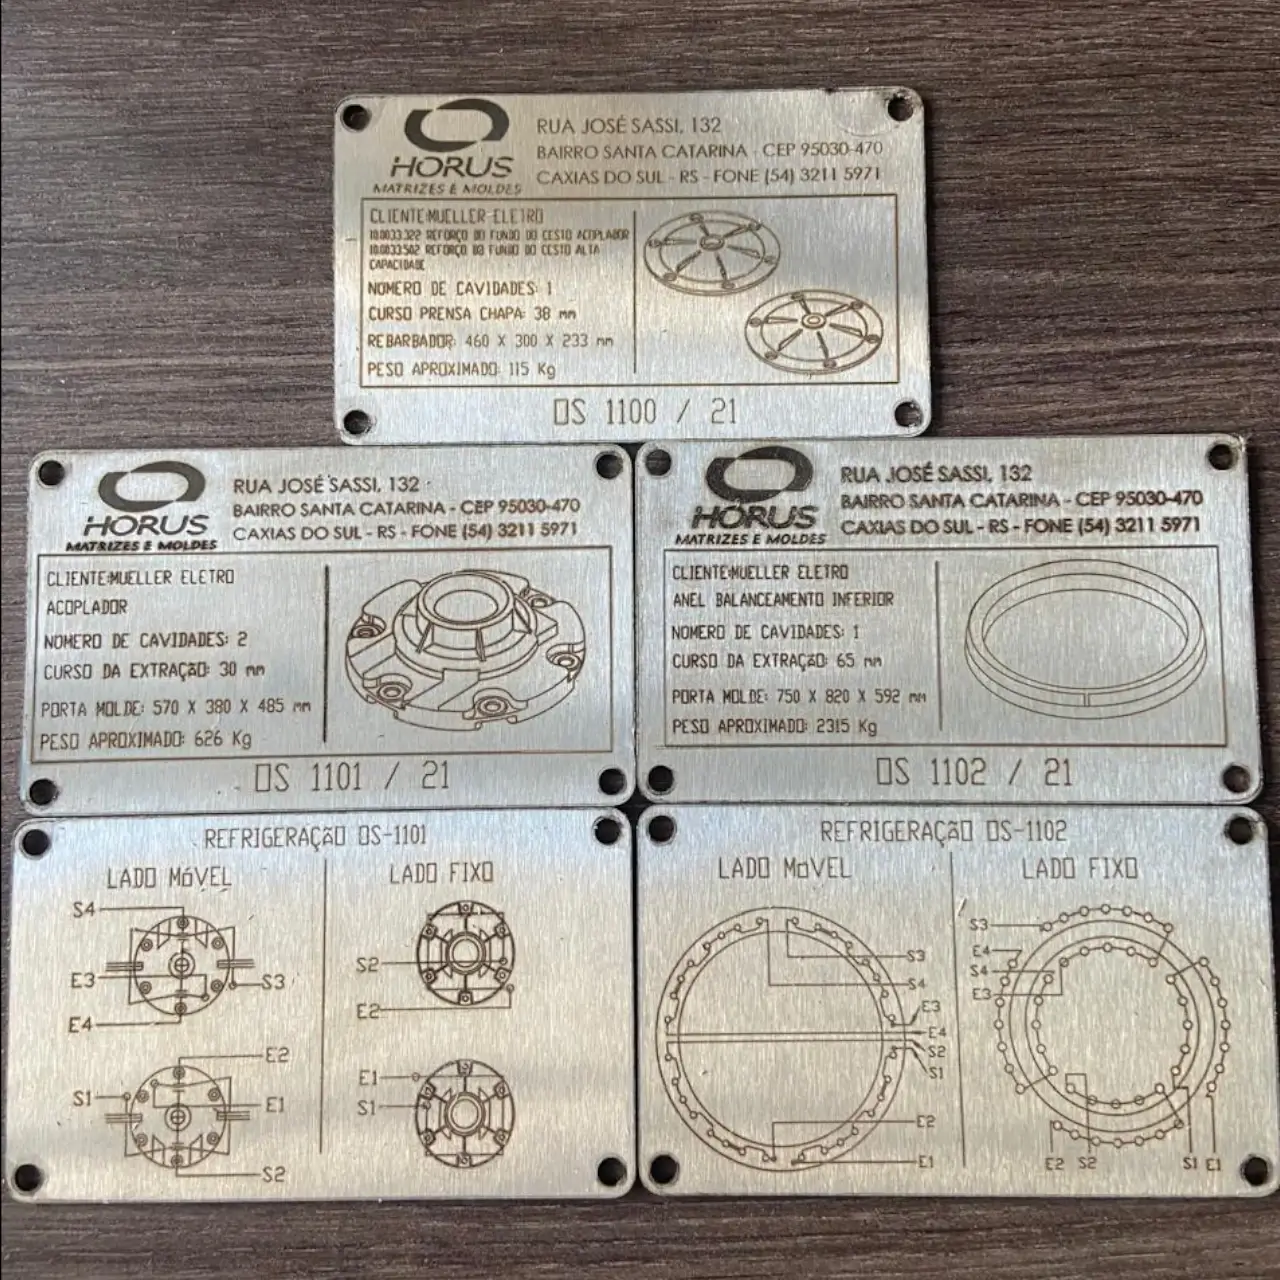 HORUS
MATRIZES E MOLDES
RUA JOSÉ SASSI, 132
BAIRRO SANTA CATARINA - CEP 95030-470
CAXIAS DO SUL - RS - FONE (54) 3211 5971
CLIENTE:MUELLER ELETRO
10.0033.322 REFORÇO DO FUNDO DO CESTO ACOPLADOR
10.0033.502 REFORÇO DO FUNDO DO CESTO ALTA
CAPACIDADE
NÚMERO DE CAVIDADES: 1
CURSO PRENSA CHAPA: 38 mm
REBARBADOR: 460 X 300 X 233 mm
PESO APROXIMADO: 115 Kg
OS 1100 / 21
HORUS
MATRIZES E MOLDES
RUA JOSÉ SASSI, 132
BAIRRO SANTA CATARINA - CEP 95030-470
CAXIAS DO SUL - RS - FONE (54) 3211 5971
CLIENTE:MUELLER ELETRO
ACOPLADOR
NÚMERO DE CAVIDADES: 2
CURSO DA EXTRAÇãO: 30 mm
PORTA MOLDE: 570 X 380 X 485 mm
PESO APROXIMADO: 626 Kg
OS 1101 / 21
HORUS
MATRIZES E MOLDES
RUA JOSÉ SASSI, 132
BAIRRO SANTA CATARINA - CEP 95030-470
CAXIAS DO SUL - RS - FONE (54) 3211 5971
CLIENTE:MUELLER ELETRO
ANEL BALANCEAMENTO INFERIOR
NÚMERO DE CAVIDADES: 1
CURSO DA EXTRAÇãO: 65 mm
PORTA MOLDE: 750 X 820 X 592 mm
PESO APROXIMADO: 2315 Kg
OS 1102 / 21
REFRIGERAÇãO OS-1101
LADO MóVEL
S4
E3
S3
E4
E2
S1
E1
S2
LADO FIXO
S2
E2
E1
S1
REFRIGERAÇãO OS-1102
LADO MóVEL
S3
S4
E3
E4
S2
S1
E2
E1
LADO FIXO
S3
E4
S4
E3
E2 S2 S1 E1